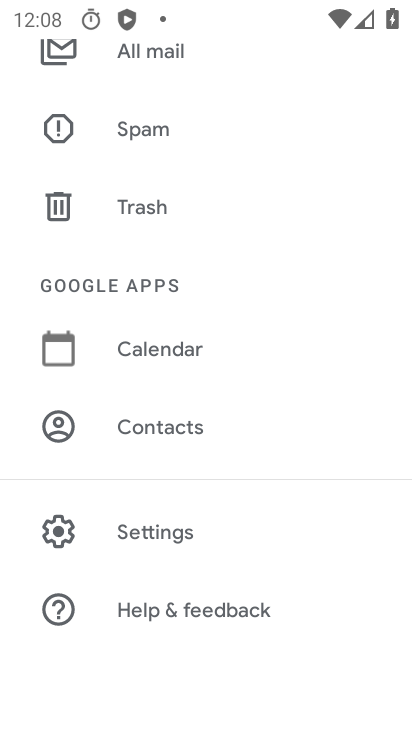 12:08
All mail
Spam
Trash
GOOGLE APPS
Calendar
Contacts
Settings
Help & feedback